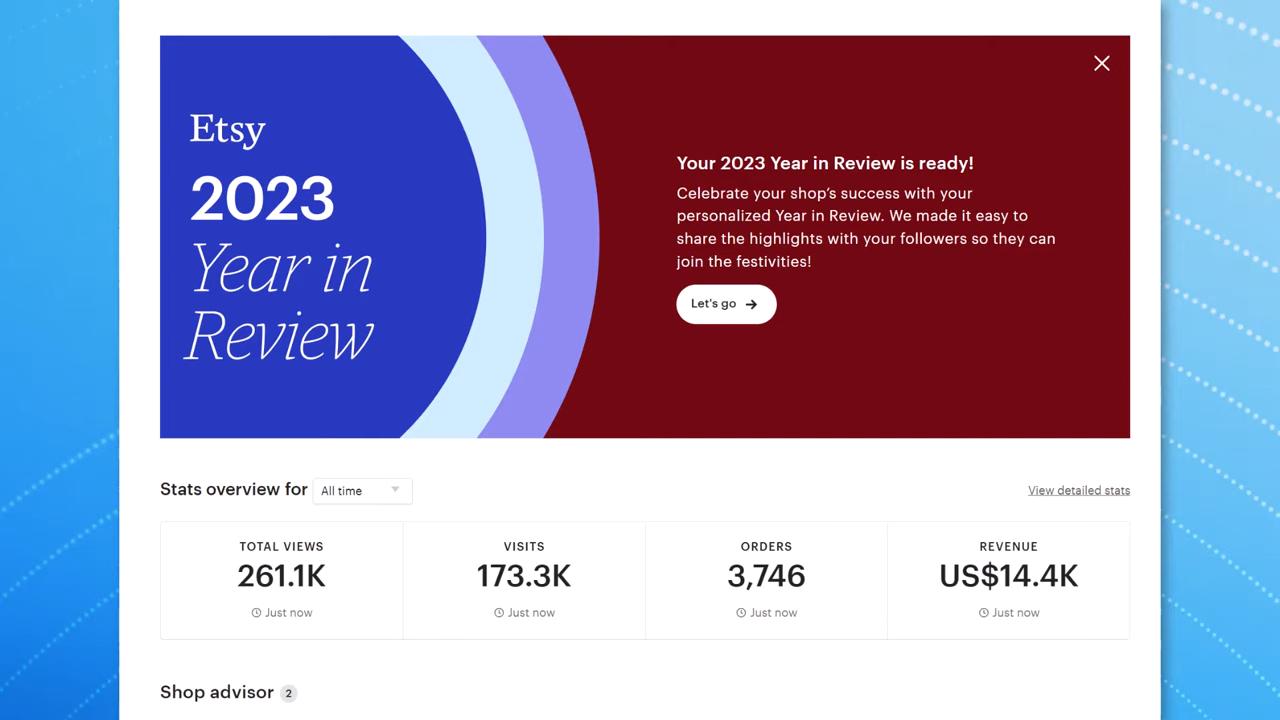 Etsy
2023
Year in
Review
Your 2023 Year in Review is ready!
Celebrate your shop's success with your
personalized Year in Review. We made it easy to
share the highlights with your followers so they can
join the festivities!
Let's go
Stats overview for All time
View detailed stats
TOTAL VIEWS
261.1K
Just now
VISITS
173.3K
Just now
ORDERS
3,746
Just now
REVENUE
US$14.4K
Just now
Shop advisor 2